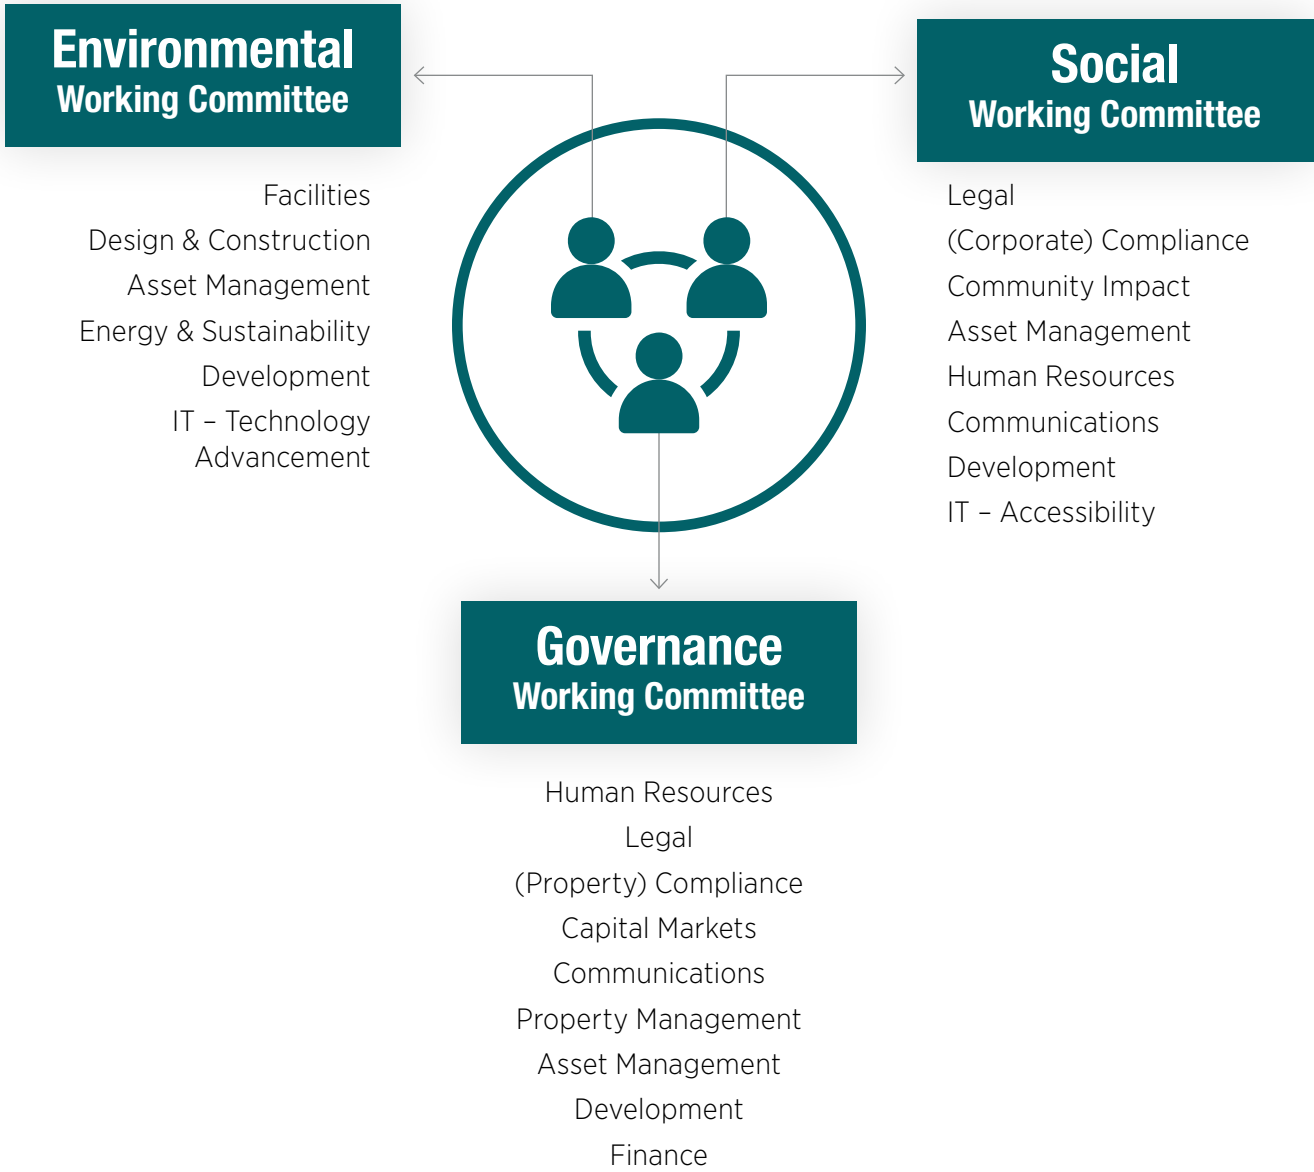 Environmental
Working Committee
Facilities
Design & Construction
Asset Management
Energy & Sustainability
Development
IT – Technology
Advancement
Social
Working Committee
Legal
(Corporate) Compliance
Community Impact
Asset Management
Human Resources
Communications
Development
IT – Accessibility
Governance
Working Committee
Human Resources
Legal
(Property) Compliance
Capital Markets
Communications
Property Management
Asset Management
Development
Finance